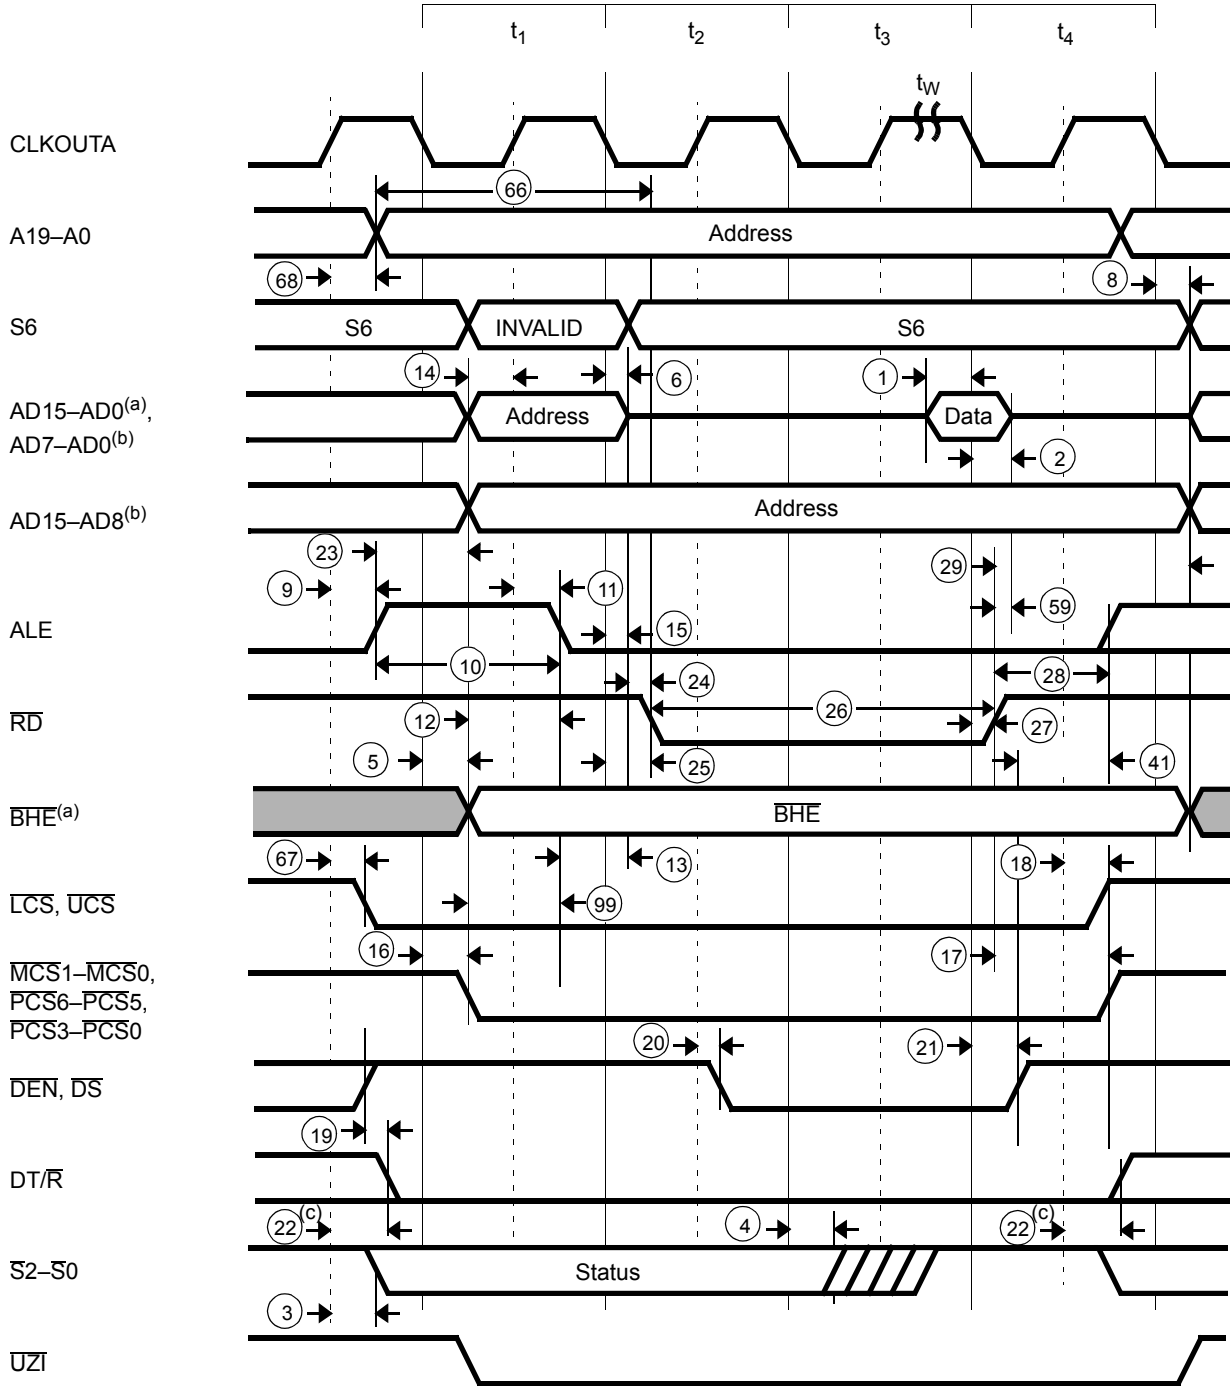 t1 t2 t3 t4
tW
CLKOUTA
66
A19–A0 Address
68 8
S6 S6 INVALID S6
14 6 1
AD15–AD0(a), Address Data
AD7–AD0(b)
2
AD15–AD8(b) Address
23 29
9 11 59
ALE 15
10 24 28
RD 12 26 27
5 25 41
BHE(a) BHE
67 13 18
LCS, UCS 99
16 17
MCS1–MCS0,
PCS6–PCS5,
PCS3–PCS0
20 21
DEN, DS
19
DT/R
22(c) 4 22(c)
S2–S0 Status
3
UZI